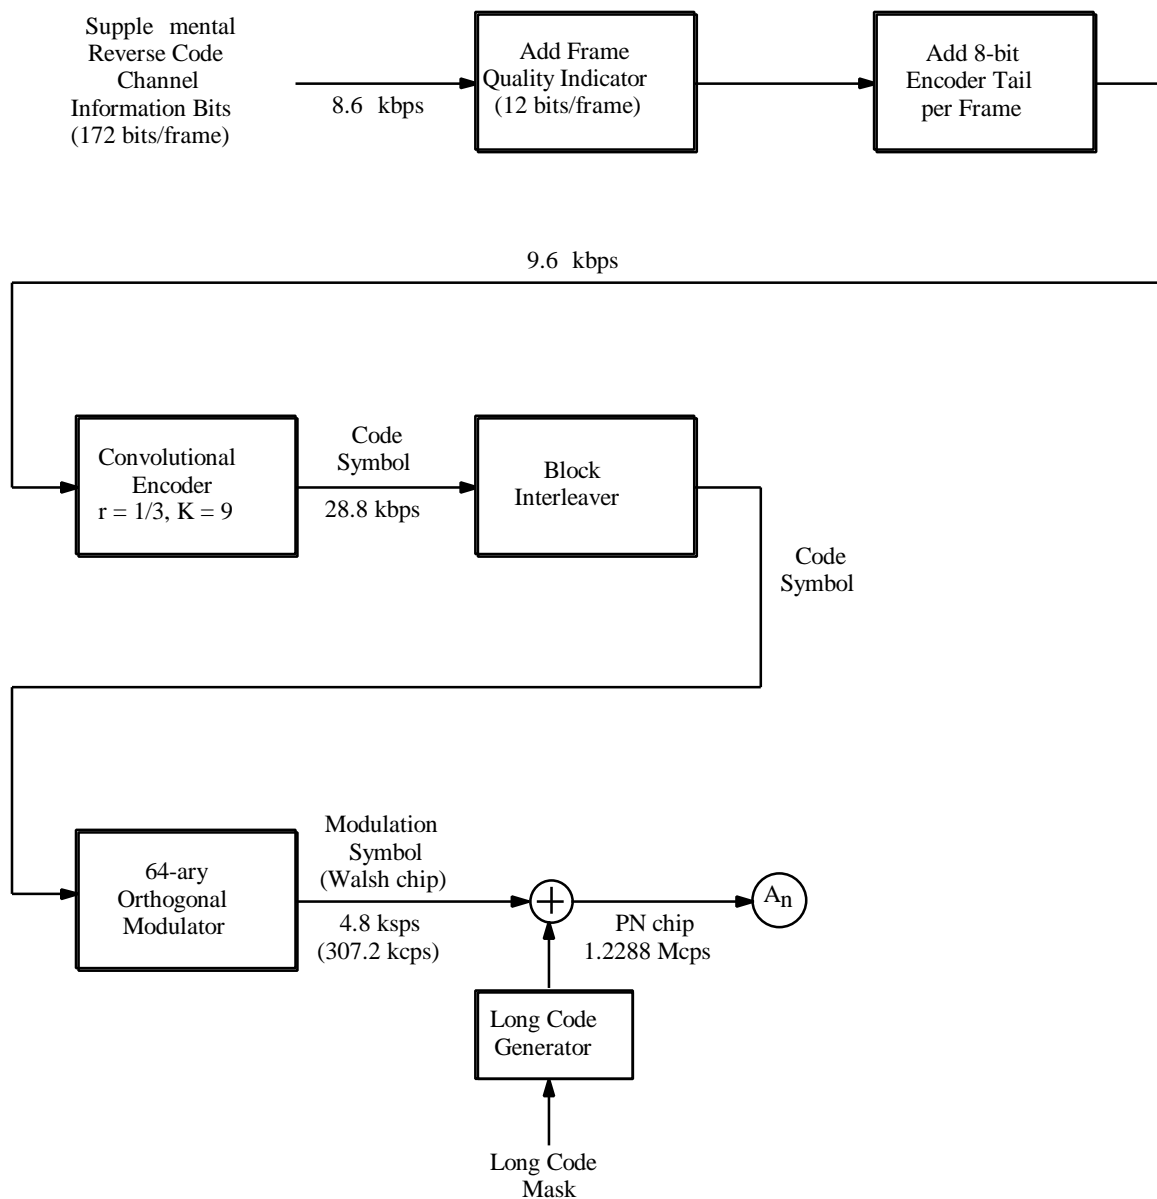 Supple mental
Reverse Code
Channel
Information Bits
(172 bits/frame)
8.6 kbps
Add Frame
Quality Indicator
(12 bits/frame)
Add 8-bit
Encoder Tail
per Frame
9.6 kbps
Convolutional
Encoder
r = 1/3, K = 9
Code
Symbol
28.8 kbps
Block
Interleaver
Code
Symbol
64-ary
Orthogonal
Modulator
Modulation
Symbol
(Walsh chip)
4.8 ksps
(307.2 kcps)
PN chip
1.2288 Mcps
An
Long Code
Generator
Long Code
Mask